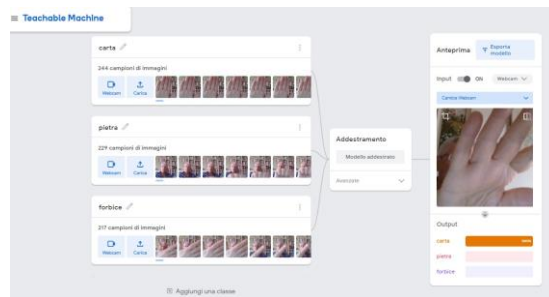 Teachable Machine
carta
244 campioni di immagini
Webcam
Carica
pietra
229 campioni di immagini
Webcam
Carica
forbice
217 campioni di immagini
Webcam
Carica
Aggiungi una classe
Addestramento
Modello addestrato
Avanzate
Anteprima
Esporta
modello
Input
ON
Webcam
Cambia Webcam
Output
carta
pietra
forbice